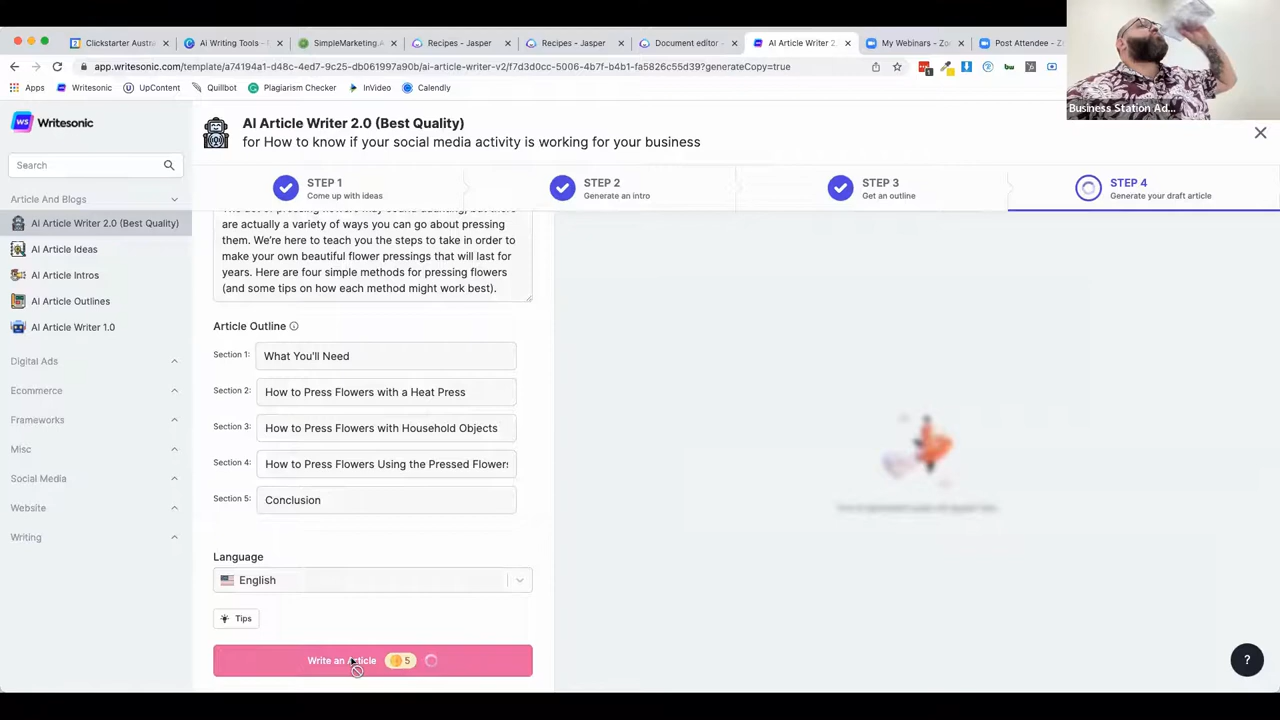 Clickstarter Austra
Ai Writing Tools -
SimpleMarketing.A
Recipes - Jasper
Recipes - Jasper
Document editor -
AI Article Writer 2.
My Webinars - Zo
Post Attendee - Z
app.writesonic.com/template/a74194a1-d48c-4ed7-9c25-db061997a90b/ai-article-writer-v2/f7d3d0cc-5006-4b7f-b4b1-fa5826c55d39?generateCopy=true
Apps
Writesonic
UpContent
Quillbot
Plagiarism Checker
InVideo
Calendly
Business Station Ad...
WS Writesonic
AI Article Writer 2.0 (Best Quality)
for How to know if your social media activity is working for your business
Search
STEP 1
Come up with ideas
STEP 2
Generate an intro
STEP 3
Get an outline
STEP 4
Generate your draft article
Article And Blogs
AI Article Writer 2.0 (Best Quality)
AI Article Ideas
AI Article Intros
AI Article Outlines
AI Article Writer 1.0
Digital Ads
Ecommerce
Frameworks
Misc
Social Media
Website
Writing
are actually a variety of ways you can go about pressing
them. We're here to teach you the steps to take in order to
make your own beautiful flower pressings that will last for
years. Here are four simple methods for pressing flowers
(and some tips on how each method might work best).
Article Outline
Section 1: What You'll Need
Section 2: How to Press Flowers with a Heat Press
Section 3: How to Press Flowers with Household Objects
Section 4: How to Press Flowers Using the Pressed Flowers
Section 5: Conclusion
Language
English
Tips
Write an Article 5
?